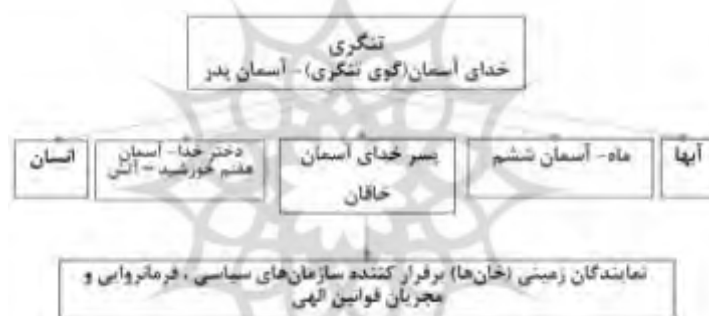 تنگری
خدای آسمان(گوی تنگری)- آسمان پدر
آبها
ماه- آسمان ششم
پسر خدای آسمان
خاقان
دختر خدا- آسمان
هفتم خورشید – آتش
انسان
نمایندگان زمینی (خان‌ها) برقرار کننده سازمان‌های سیاسی ، فرمانروایی و
مجریان قوانین الهی